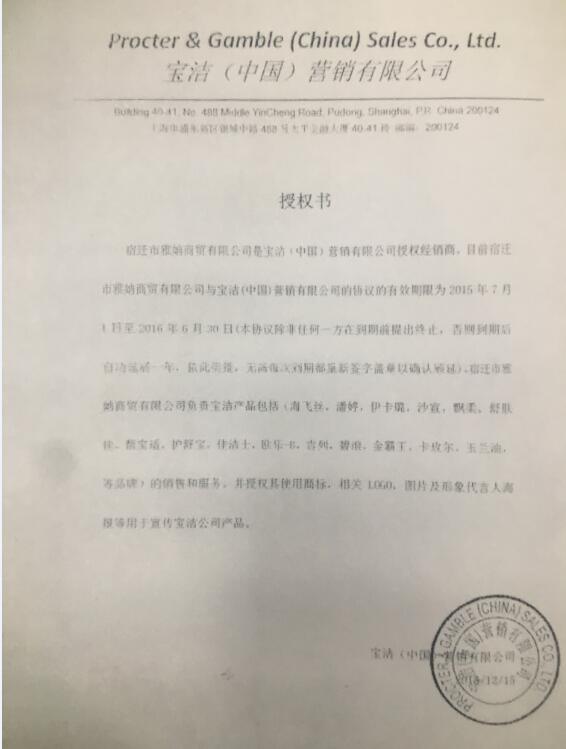 Procter & Gamble (China) Sales Co., Ltd.
宝洁（中国）营销有限公司
Building 40-41, No. 488 Middle YinCheng Road, Pudong, Shanghai, P.R. China 200124
上海市浦东新区银城中路 488 号太平金融大厦 40-41 楼 邮编：200124
授权书
宿迁市雅娋商贸有限公司是宝洁（中国）营销有限公司授权经销商。目前宿迁
市雅娋商贸有限公司与宝洁(中国)营销有限公司的协议的有效期限为 2015 年 7 月
1 日至 2016 年 6 月 30 日(本协议除非任何一方在到期前提出终止，否则到期后
自动延展一年，依此类推，无需每次到期都重新签字盖章以确认顺延)。宿迁市雅
娋商贸有限公司负责宝洁产品包括（海飞丝，潘婷，伊卡璐，沙宣，飘柔，舒肤
佳，帮宝适，护舒宝，佳洁士，欧乐-B，吉列，碧浪，金霸王，卡玫尔，玉兰油，
等品牌）的销售和服务。并授权其使用商标，相关 LOGO，图片及形象代言人海
报等用于宣传宝洁公司产品。
宝洁（中国）营销有限公司
/12/15
PROCTER & GAMBLE (CHINA) SALES CO., LTD.
宝洁（中国）营销有限公司